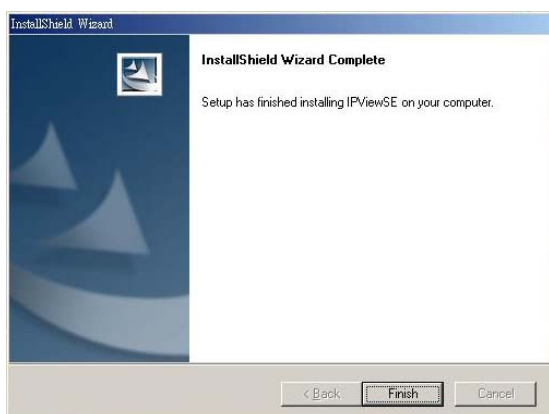 InstallShield Wizard
InstallShield Wizard Complete
Setup has finished installing IPViewSE on your computer.
< Back
Finish
Cancel